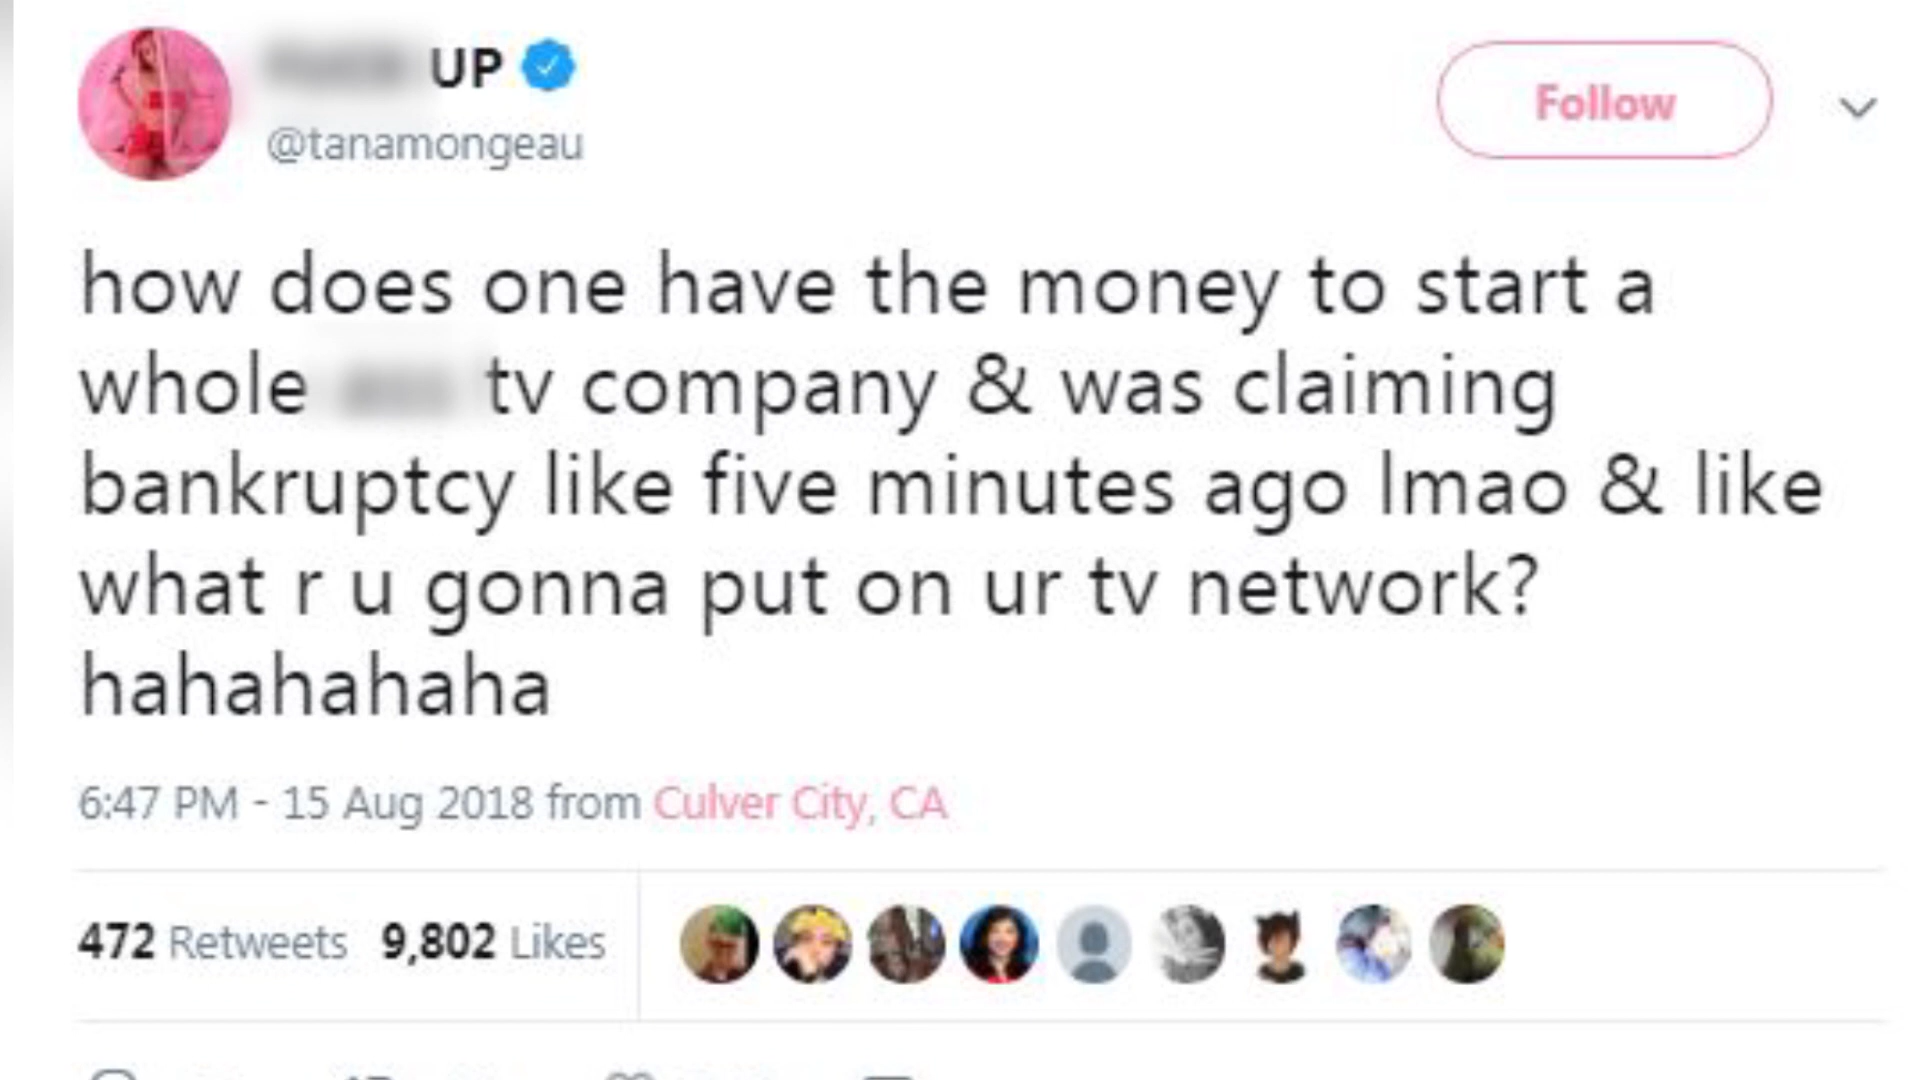 UP
Follow
@tanamongeau
how does one have the money to start a
whole tv company & was claiming
bankruptcy like five minutes ago lmao & like
what r u gonna put on ur tv network?
hahahahaha
6:47 PM - 15 Aug 2018 from Culver City, CA
472 Retweets 9,802 Likes